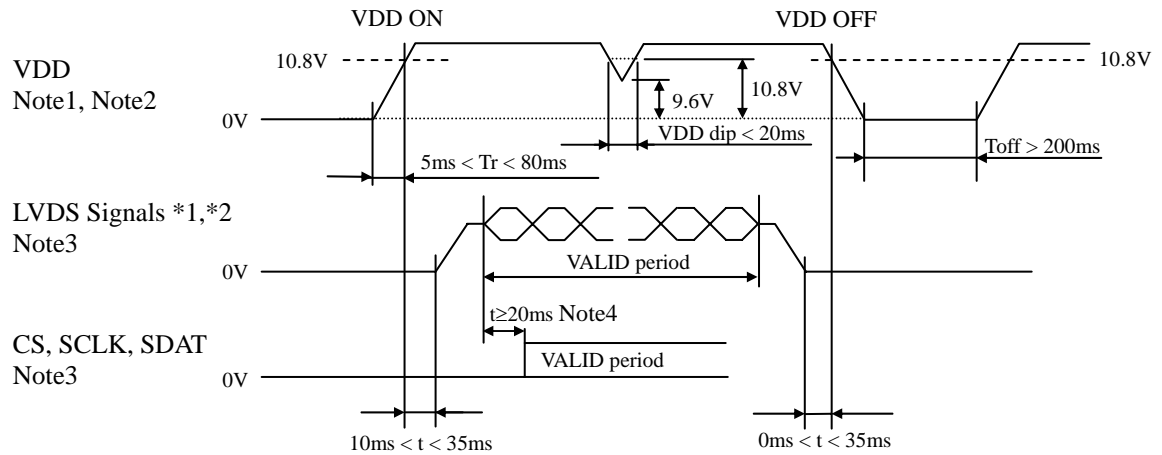 VDD ON
VDD OFF
10.8V
10.8V
VDD
Note1, Note2
9.6V
10.8V
0V
VDD dip < 20ms
Toff > 200ms
5ms < Tr < 80ms
LVDS Signals *1,*2
Note3
VALID period
0V
t≥20ms Note4
CS, SCLK, SDAT
Note3
VALID period
0V
10ms < t < 35ms
0ms < t < 35ms